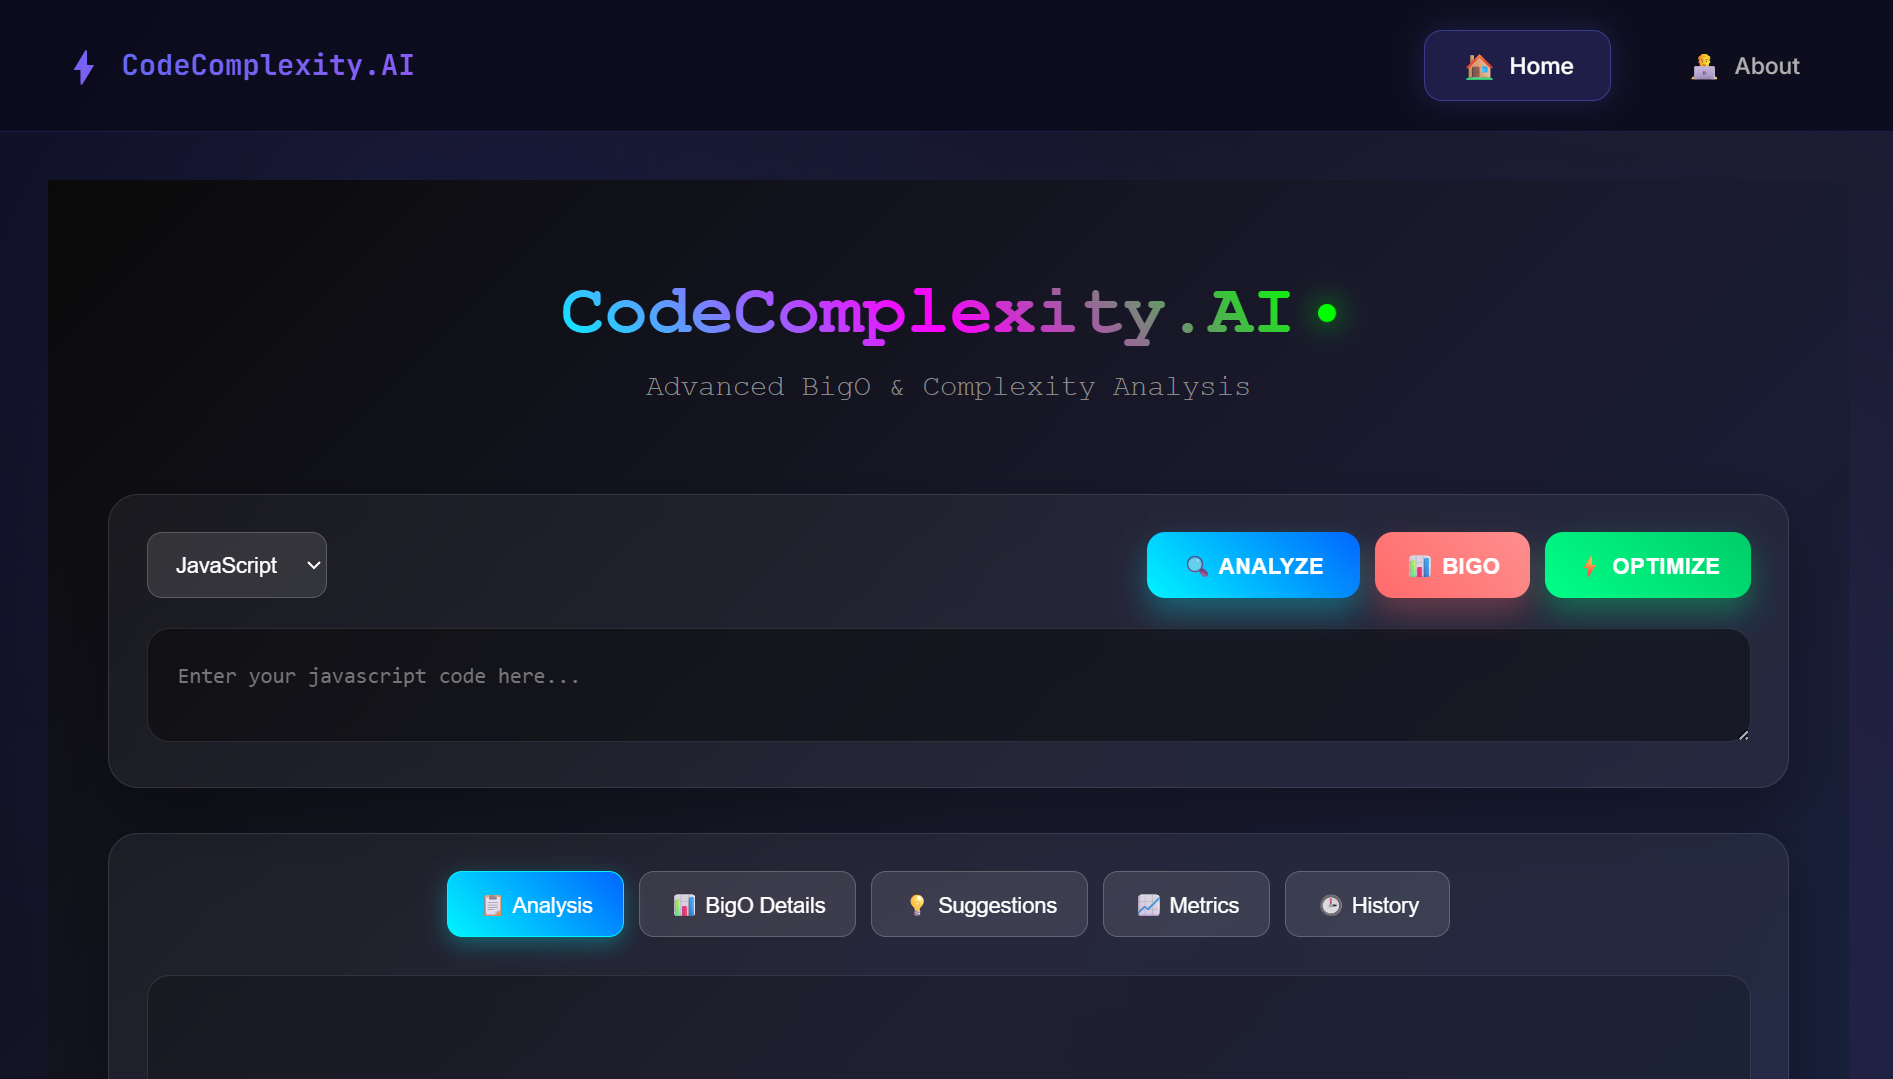 CodeComplexity.AI
Home
About
CodeComplexity.AI
Advanced BigO & Complexity Analysis
JavaScript
ANALYZE
BIGO
OPTIMIZE
Enter your javascript code here...
Analysis
BigO Details
Suggestions
Metrics
History